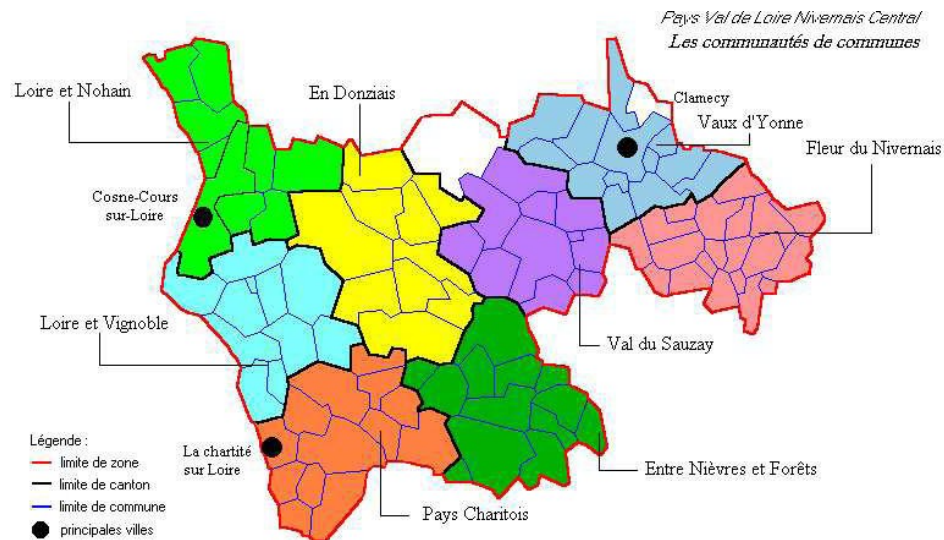 Pays Val de Loire Nivernais Central
Les communautés de communes
Loire et Nohain
En Donziais
Clamecy
Vaux d'Yonne
Fleur du Nivernais
Cosne-Cours
sur-Loire
Loire et Vignoble
Val du Sauzay
La chartité
sur Loire
Entre Nièvres et Forêts
Pays Charitois
Légende :
limite de zone
limite de canton
limite de commune
principales villes